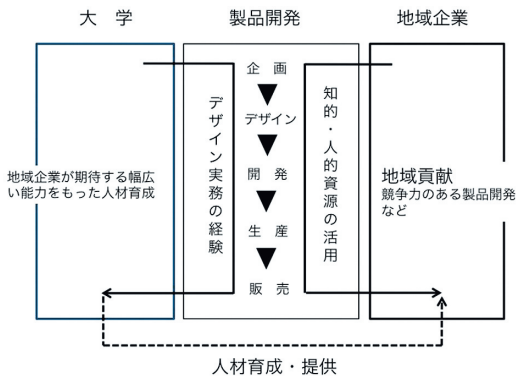 大　学
製品開発
地域企業
企　画
デザイン
開　発
生　産
販　売
デザイン実務の経験
知的・人的資源の活用
地域企業が期待する幅広
い能力をもった人材育成
地域貢献
競争力のある製品開発
など
人材育成・提供